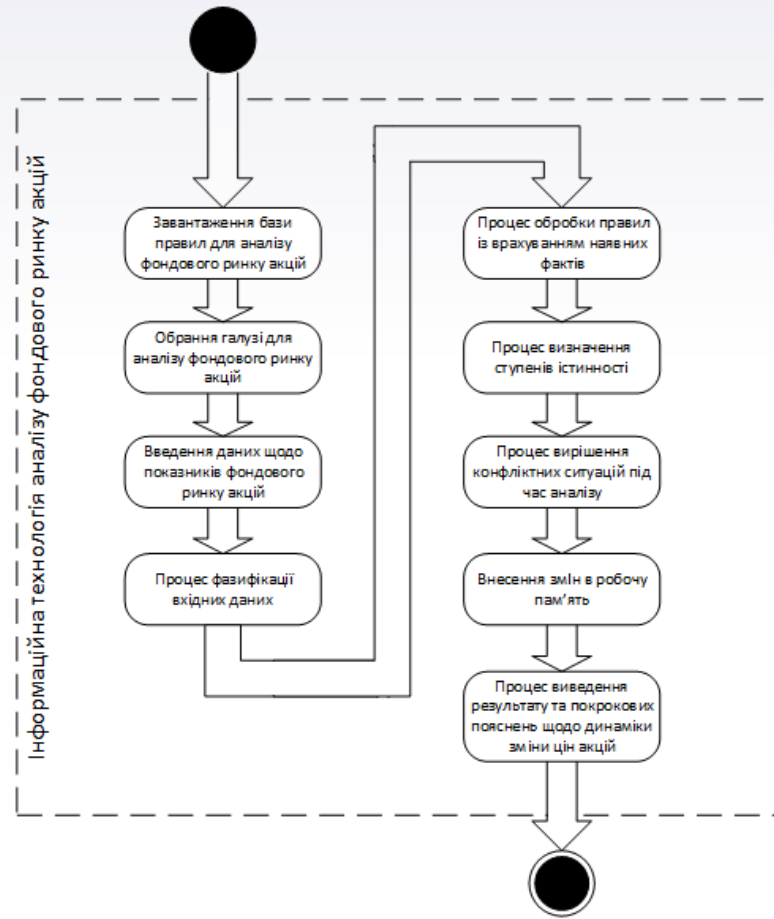 Інформаційна технологія аналізу фондового ринку акцій
Завантаження бази
правил для аналізу
фондового ринку акцій
Обрання галузі для
аналізу фондового ринку
акцій
Введення даних щодо
показників фондового
ринку акцій
Процес фазифікації
вхідних даних
Процес обробки правил
із врахуванням наявних
фактів
Процес визначення
ступенів істинності
Процес вирішення
конфліктних ситуацій під
час аналізу
Внесення змін в робочу
пам'ять
Процес виведення
результату та покрокових
пояснень щодо динаміки
зміни цін акцій